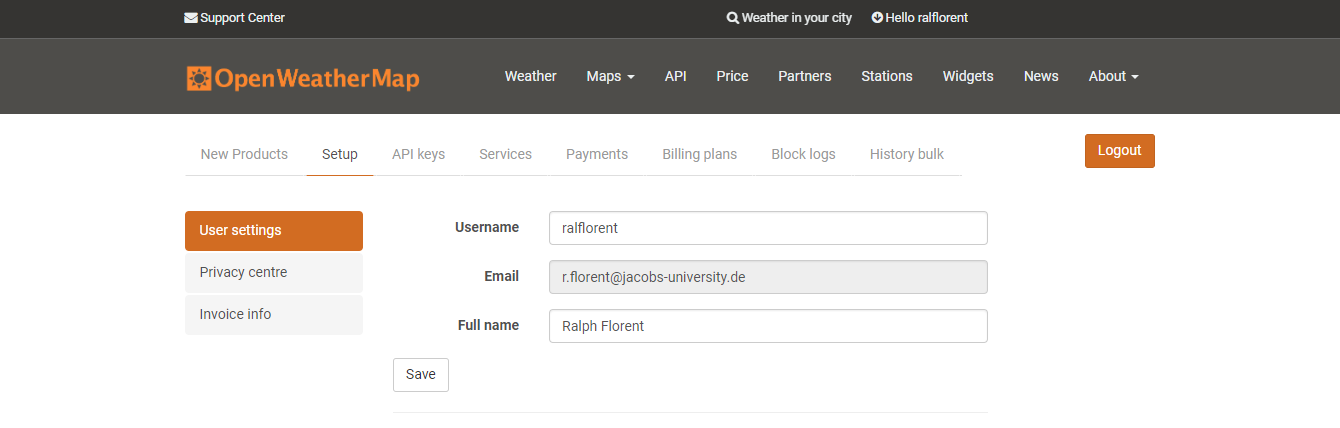 Support Center Weather in your city Hello ralflorent
OpenWeatherMap Weather Maps API Price Partners Stations Widgets News About
New Products Setup API keys Services Payments Billing plans Block logs History bulk Logout
User settings
Privacy centre
Invoice info
Username ralflorent
Email r.florent@jacobs-university.de
Full name Ralph Florent
Save